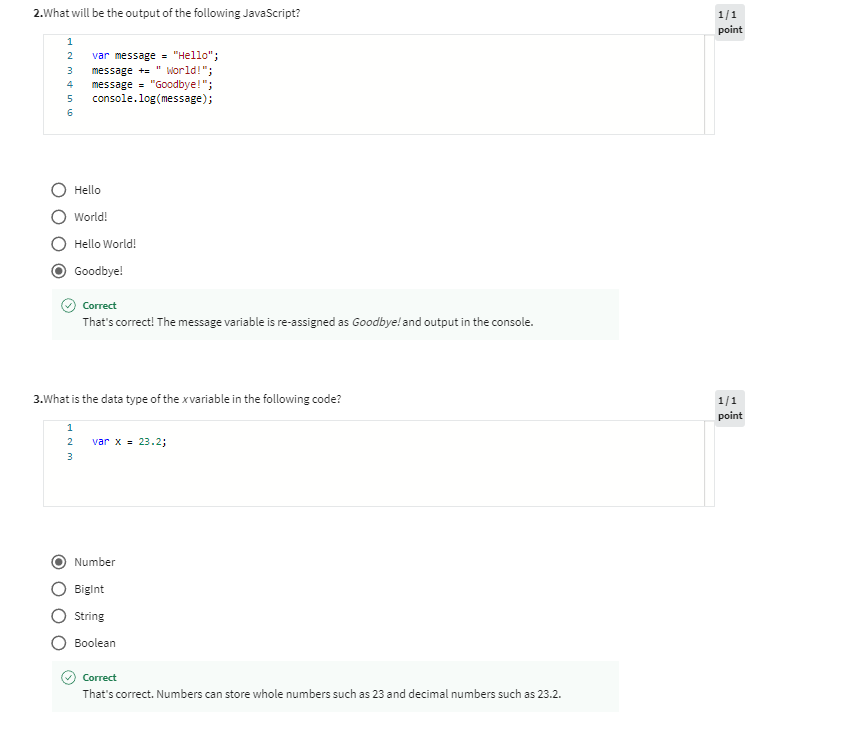 2.What will be the output of the following JavaScript?
1/1
point
1
2 var message = "Hello";
3 message += " World!";
4 message = "Goodbye!";
5 console.log(message);
6
Hello
World!
Hello World!
Goodbye!
Correct
That's correct! The message variable is re-assigned as Goodbye! and output in the console.
3.What is the data type of the x variable in the following code?
1/1
point
1
2 var x = 23.2;
3
Number
BigInt
String
Boolean
Correct
That's correct. Numbers can store whole numbers such as 23 and decimal numbers such as 23.2.